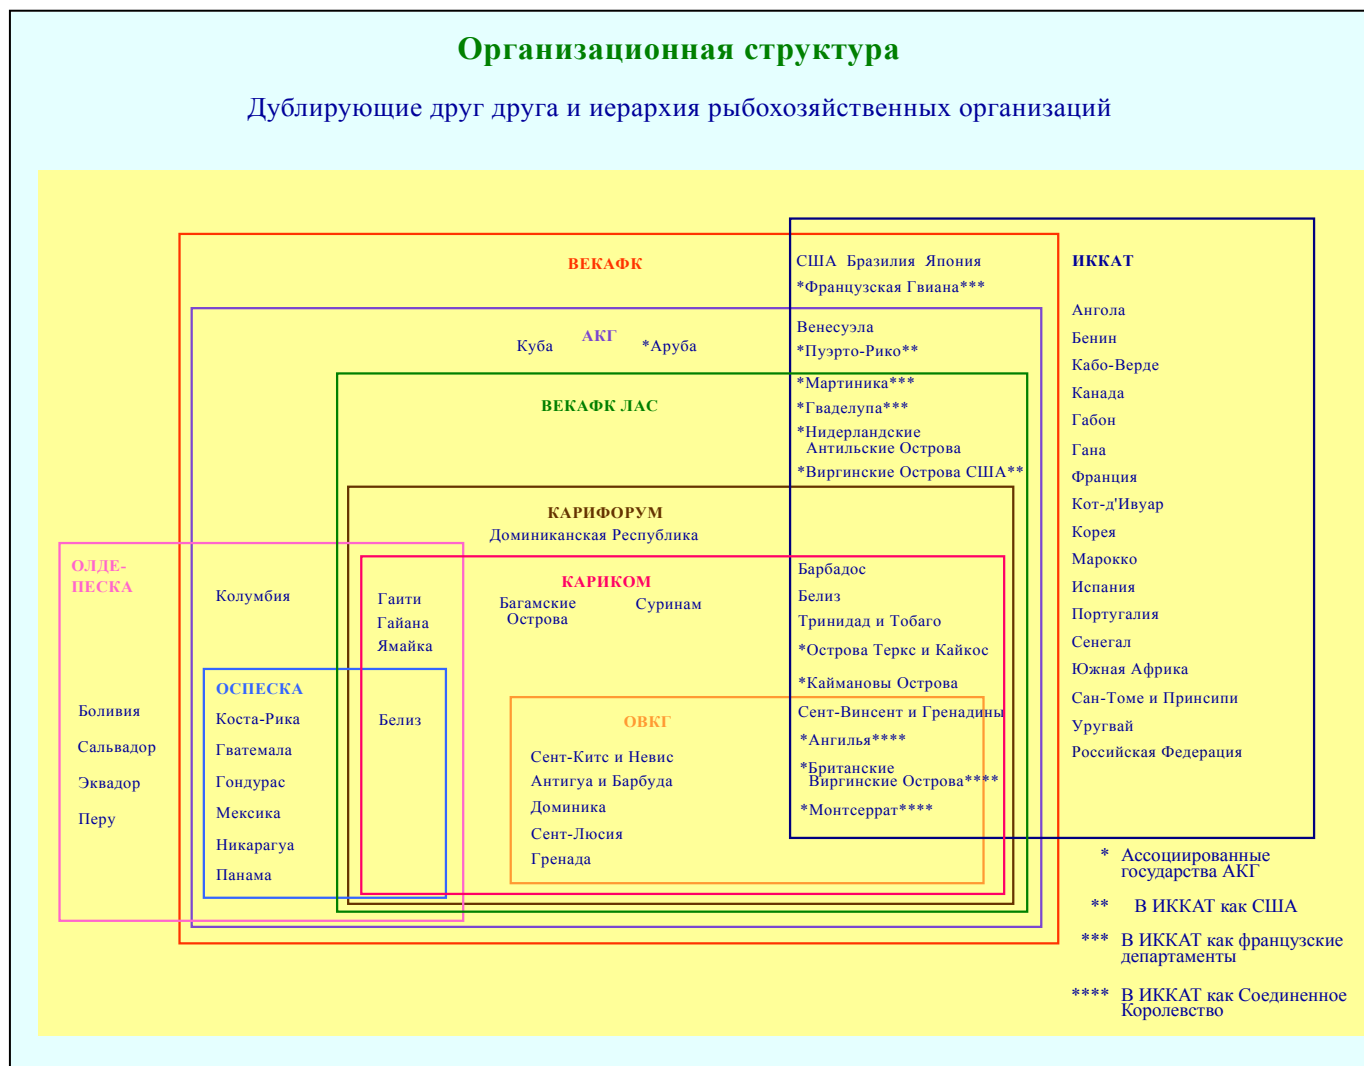 Организационная структура
Дублирующие друг друга и иерархия рыбохозяйственных организаций
ВЕКАФК
США Бразилия Япония
*Французская Гвиана***
ИККАТ
АКГ
Куба
*Аруба
Венесуэла
*Пуэрто-Рико**
ВЕКАФК ЛАС
*Мартиника***
*Гваделупа***
*Нидерландские
Антильские Острова
*Виргинские Острова США**
КАРИФОРУМ
Доминиканская Республика
ОЛДЕ-
ПЕСКА
Колумбия
Гаити
Гайана
Ямайка
КАРИКОМ
Багамские
Острова
Суринам
Барбадос
Белиз
Тринидад и Тобаго
*Острова Теркс и Кайкос
*Каймановы Острова
Сент-Винсент и Гренадины
*Ангилья****
*Британские
Виргинские Острова****
*Монтсеррат****
Боливия
Сальвадор
Эквадор
Перу
ОСПЕСКА
Коста-Рика
Гватемала
Гондурас
Мексика
Никарагуа
Панама
Белиз
ОВКГ
Сент-Китс и Невис
Антигуа и Барбуда
Доминика
Сент-Люсия
Гренада
Ангола
Бенин
Кабо-Верде
Канада
Габон
Гана
Франция
Кот-д'Ивуар
Корея
Марокко
Испания
Португалия
Сенегал
Южная Африка
Сан-Томе и Принсипи
Уругвай
Российская Федерация
* Ассоциированные
государства АКГ
** В ИККАТ как США
*** В ИККАТ как французские
департаменты
**** В ИККАТ как Соединенное
Королевство